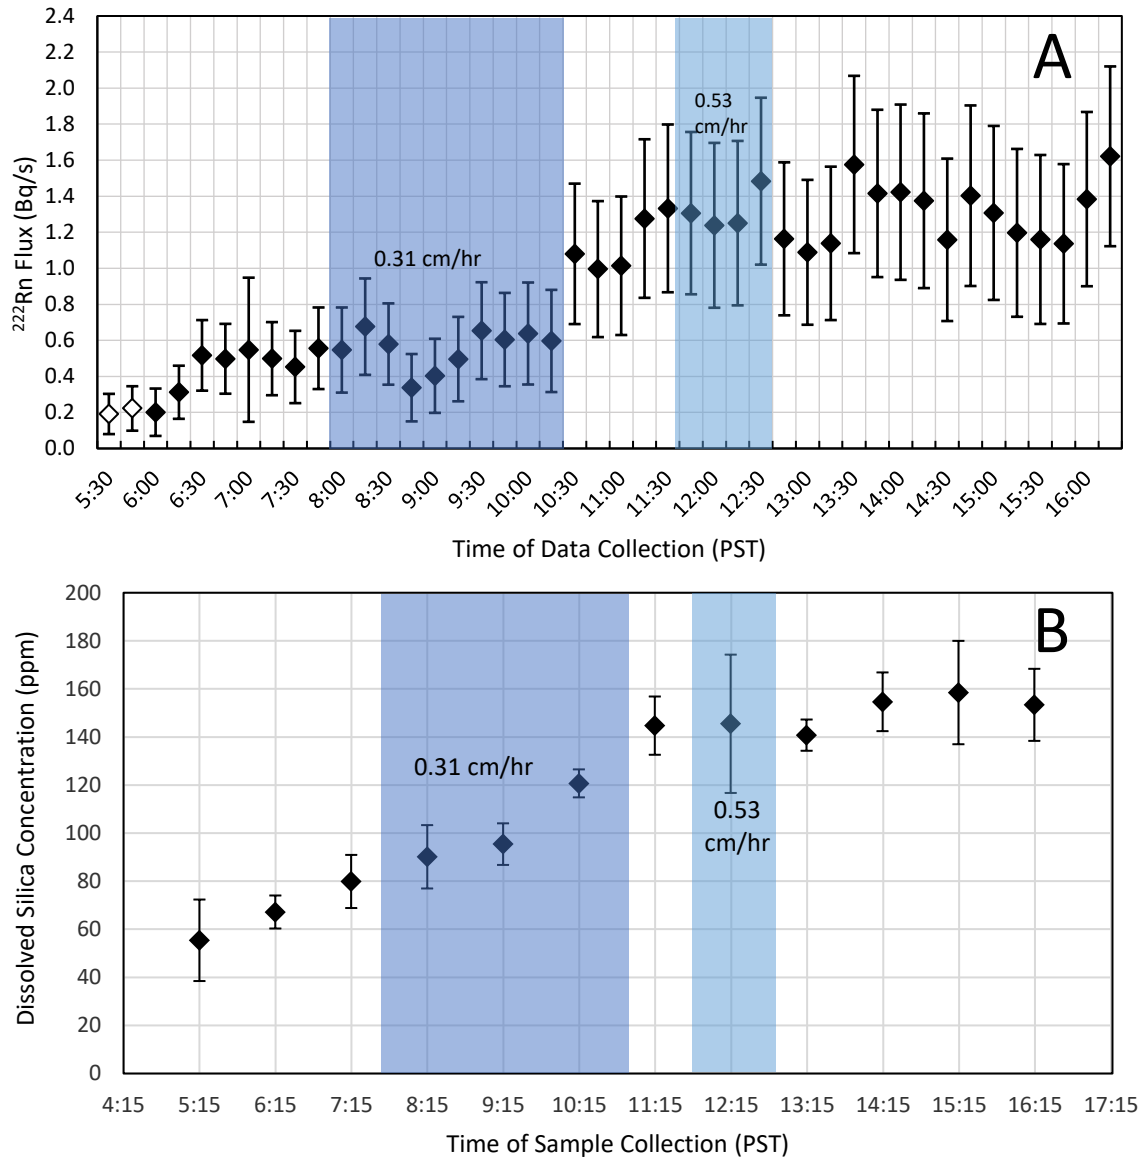 A
2.4
2.2
2.0
1.8
1.6
1.4
1.2
1.0
0.8
0.6
0.4
0.2
0.0
²²²Rn Flux (Bq/s)
0.31 cm/hr
0.53
cm/hr
5:30 6:00 6:30 7:00 7:30 8:00 8:30 9:00 9:30 10:00 10:30 11:00 11:30 12:00 12:30 13:00 13:30 14:00 14:30 15:00 15:30 16:00
Time of Data Collection (PST)
B
200
180
160
140
120
100
80
60
40
20
0
Dissolved Silica Concentration (ppm)
0.31 cm/hr
0.53
cm/hr
4:15 5:15 6:15 7:15 8:15 9:15 10:15 11:15 12:15 13:15 14:15 15:15 16:15 17:15
Time of Sample Collection (PST)